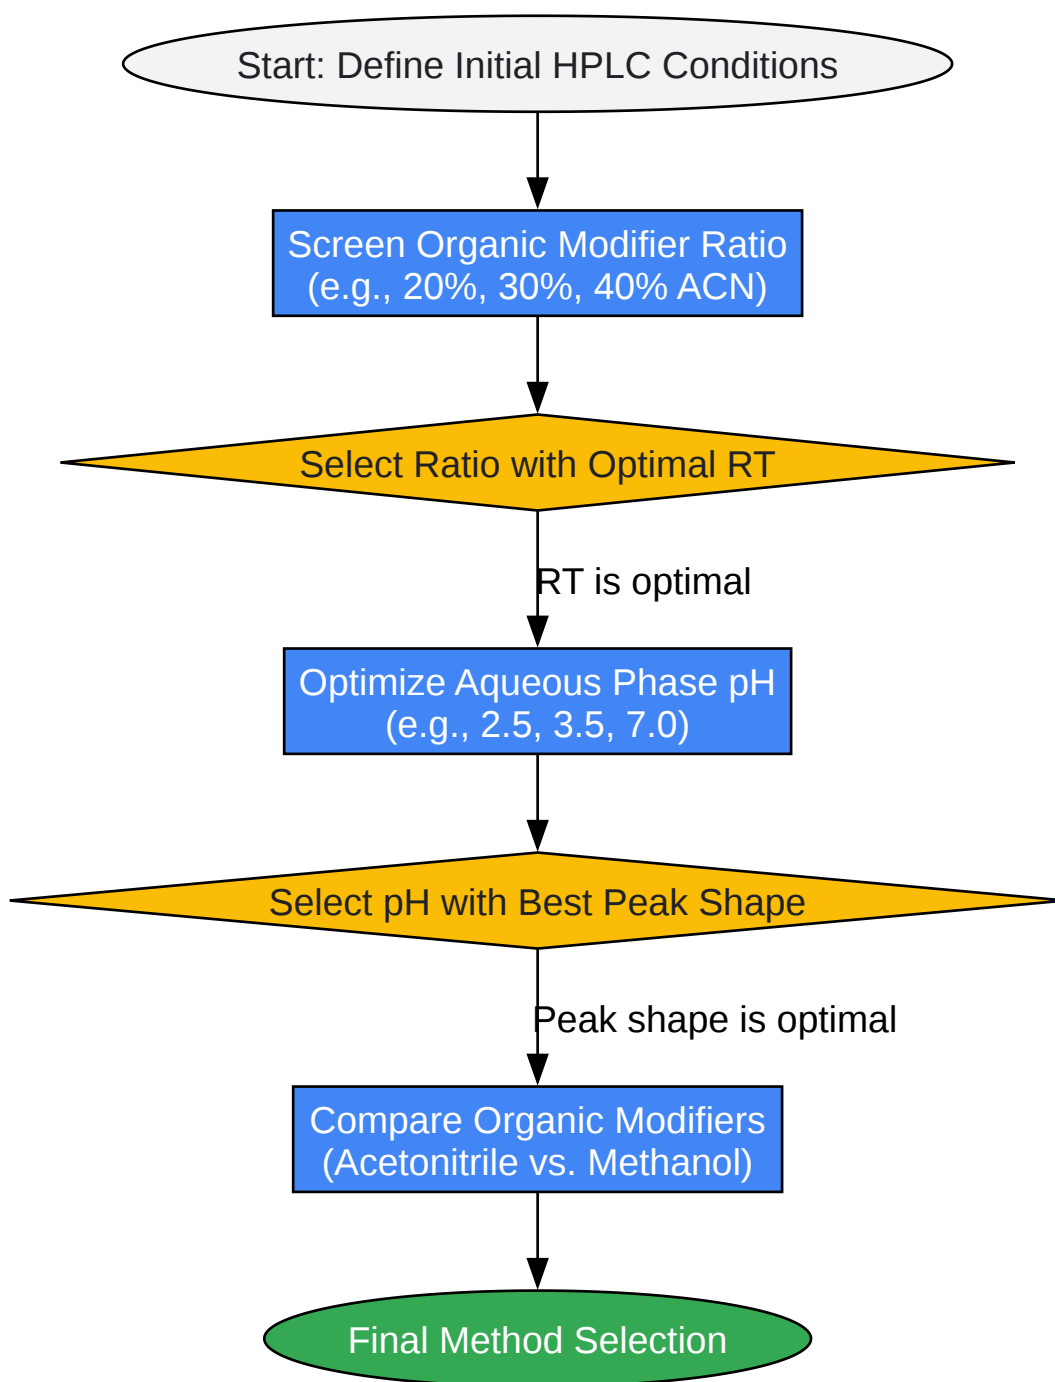 Start: Define Initial HPLC Conditions
Screen Organic Modifier Ratio
(e.g., 20%, 30%, 40% ACN)
Select Ratio with Optimal RT
RT is optimal
Optimize Aqueous Phase pH
(e.g., 2.5, 3.5, 7.0)
Select pH with Best Peak Shape
Peak shape is optimal
Compare Organic Modifiers
(Acetonitrile vs. Methanol)
Final Method Selection